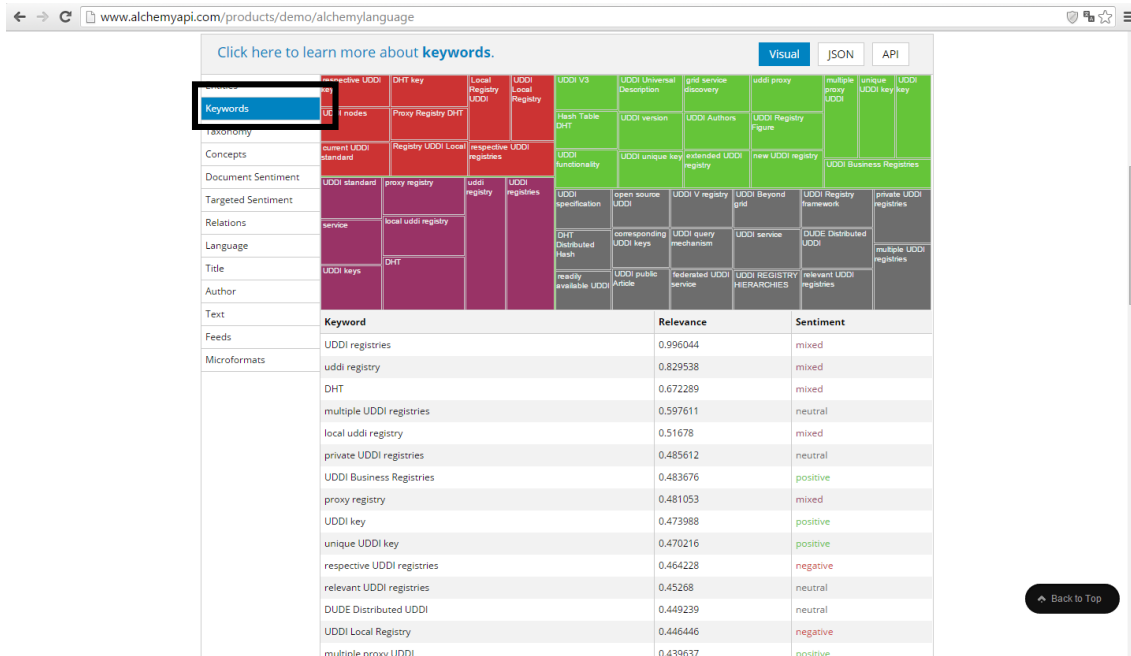 www.alchemyapi.com/products/demo/alchemylanguage
Click here to learn more about keywords.
Visual
JSON
API
Keywords
Taxonomy
Concepts
Document Sentiment
Targeted Sentiment
Relations
Language
Title
Author
Text
Feeds
Microformats
respective UDDI key
DHT key
Local Registry UDDI
UDDI Local Registry
UDDI nodes
Proxy Registry DHT
current UDDI standard
Registry UDDI Local
respective UDDI registries
UDDI V3
UDDI Universal Description
grid service discovery
uddi proxy
multiple proxy UDDI
unique UDDI key
UDDI key
Hash Table DHT
UDDI version
UDDI Authors
UDDI Registry Figure
UDDI functionality
UDDI unique key
extended UDDI registry
new UDDI registry
UDDI Business Registries
UDDI standard
proxy registry
uddi registry
UDDI registries
service
local uddi registry
UDDI keys
DHT
UDDI specification
open source UDDI
UDDI V registry
UDDI Beyond grid
UDDI Registry framework
private UDDI registries
DHT Distributed Hash
corresponding UDDI keys
UDDI query mechanism
UDDI service
DUDE Distributed UDDI
multiple UDDI registries
readily available UDDI
UDDI public Article
federated UDDI service
UDDI REGISTRY HIERARCHIES
relevant UDDI registries
Keyword Relevance Sentiment
UDDI registries 0.996044 mixed
uddi registry 0.829538 mixed
DHT 0.672289 mixed
multiple UDDI registries 0.597611 neutral
local uddi registry 0.51678 mixed
private UDDI registries 0.485612 neutral
UDDI Business Registries 0.483676 positive
proxy registry 0.481053 mixed
UDDI key 0.473988 positive
unique UDDI key 0.470216 positive
respective UDDI registries 0.464228 negative
relevant UDDI registries 0.45268 neutral
DUDE Distributed UDDI 0.449239 neutral
UDDI Local Registry 0.446446 negative
multiple proxy UDDI 0.439637 positive
Back to Top